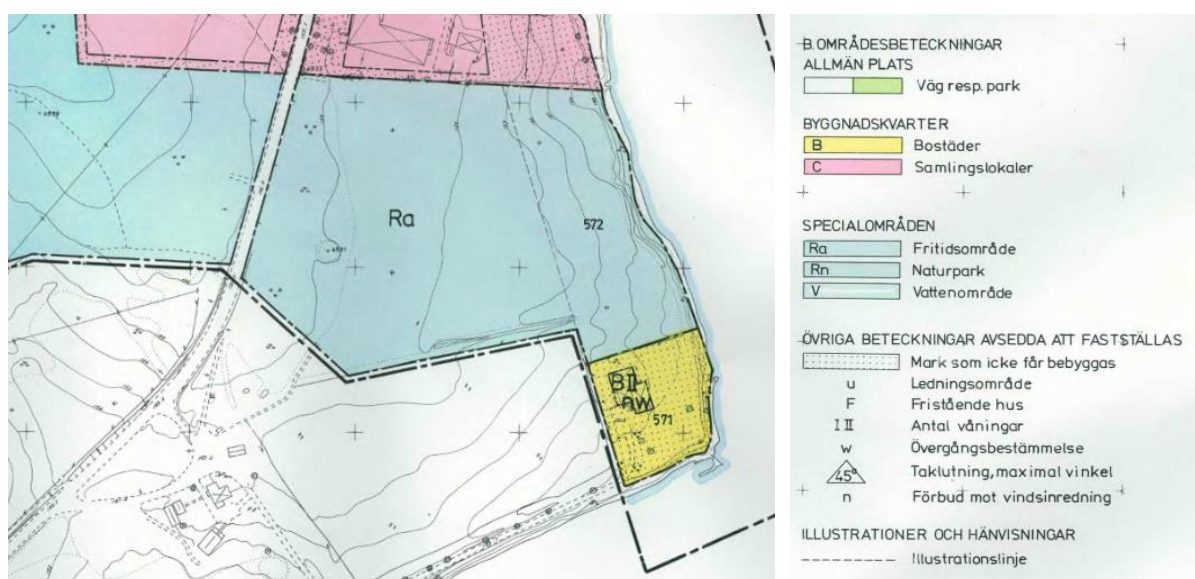 Ra
572
BII
nw
571
B.OMRÅDESBETECKNINGAR
ALLMÄN PLATS
Väg resp. park
BYGGNADSKVARTER
B Bostäder
C Samlingslokaler
SPECIALOMRÅDEN
Ra Fritidsområde
Rn Naturpark
V Vattenområde
ÖVRIGA BETECKNINGAR AVSEDDA ATT FASTSTÄLLAS
Mark som icke får bebyggas
u Ledningsområde
F Fristående hus
I II Antal våningar
w Övergångsbestämmelse
45° Taklutning, maximal vinkel
n Förbud mot vindsinredning
ILLUSTRATIONER OCH HÄNVISNINGAR
Illustrationslinje